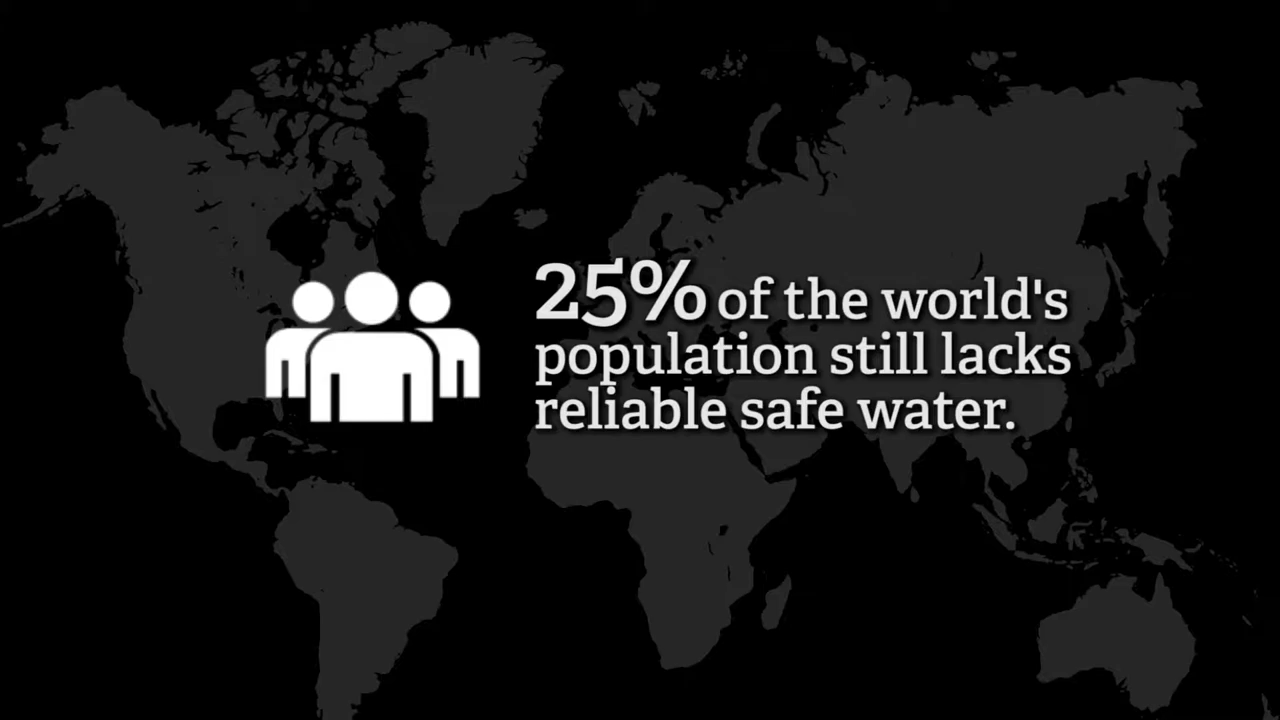 25% of the world's
population still lacks
reliable safe water.